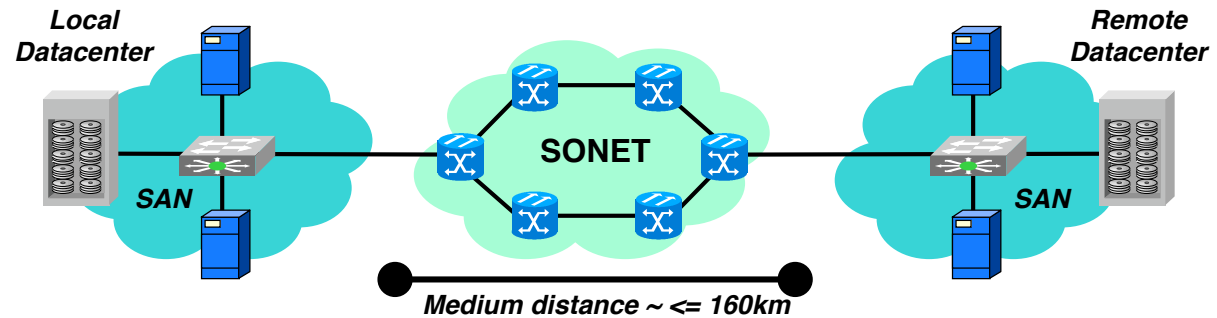 Local
Datacenter
Remote
Datacenter
SONET
SAN
SAN
Medium distance ~ <= 160km